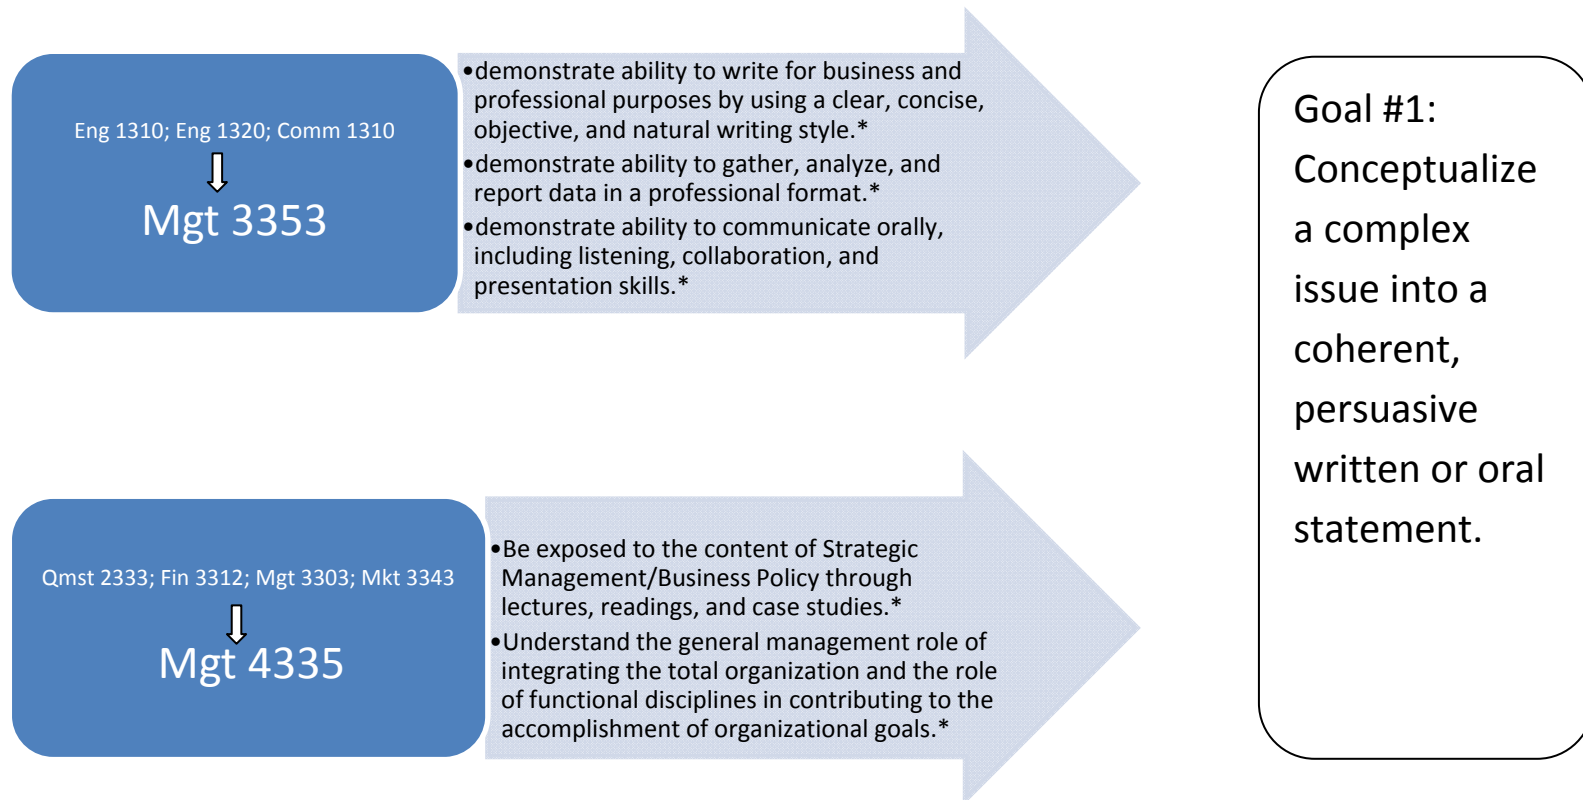 Eng 1310; Eng 1320; Comm 1310
Mgt 3353
•demonstrate ability to write for business and
professional purposes by using a clear, concise,
objective, and natural writing style.*
•demonstrate ability to gather, analyze, and
report data in a professional format.*
•demonstrate ability to communicate orally,
including listening, collaboration, and
presentation skills.*
Qmst 2333; Fin 3312; Mgt 3303; Mkt 3343
Mgt 4335
•Be exposed to the content of Strategic
Management/Business Policy through
lectures, readings, and case studies.*
•Understand the general management role of
integrating the total organization and the role
of functional disciplines in contributing to the
accomplishment of organizational goals.*
Goal #1:
Conceptualize
a complex
issue into a
coherent,
persuasive
written or oral
statement.